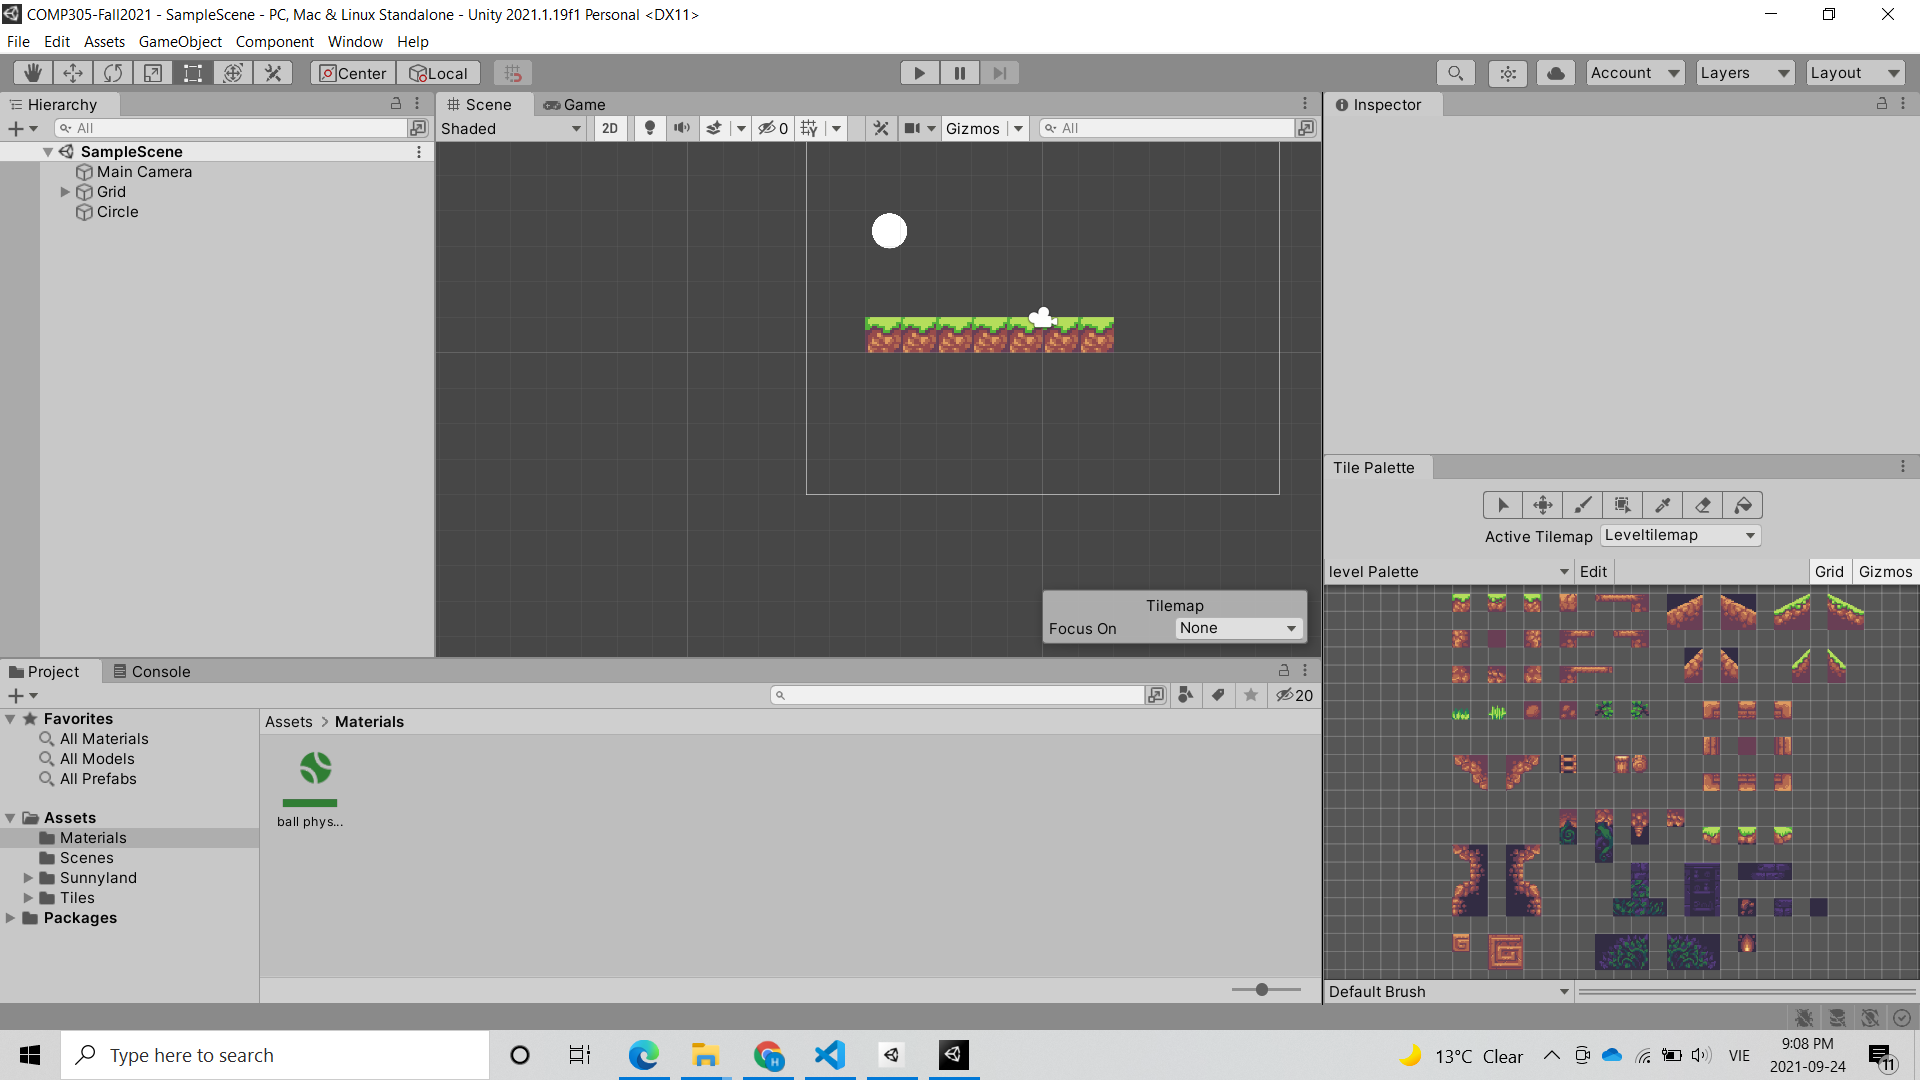 COMP305-Fall2021 - SampleScene - PC, Mac & Linux Standalone - Unity 2021.1.19f1 Personal <DX11>
File Edit Assets GameObject Component Window Help
Center Local Account Layers Layout
Hierarchy
All
SampleScene
Main Camera
Grid
Circle
Scene Game
Shaded 2D 0 Gizmos All
Tilemap
Focus On None
Inspector
Tile Palette
Active Tilemap Leveltilemap
level Palette Edit Grid Gizmos
Default Brush
Project Console
20
Favorites
All Materials
All Models
All Prefabs
Assets
Materials
Scenes
Sunnyland
Tiles
Packages
Assets > Materials
ball phys...
Type here to search
H
13°C Clear
VIE
9:08 PM
2021-09-24
11